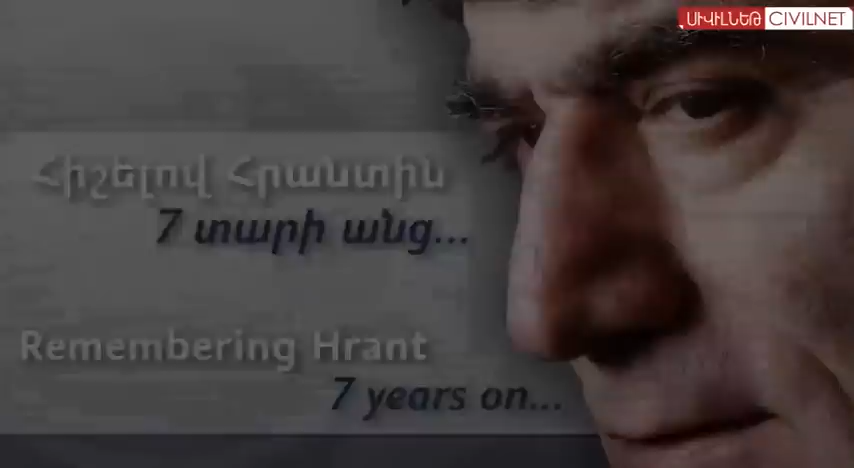 ՍԻՎԻԼՆԵԹ CIVILNET
Հիշելով Հրանտին
7 տարի անց...
Remembering Hrant
7 years on...